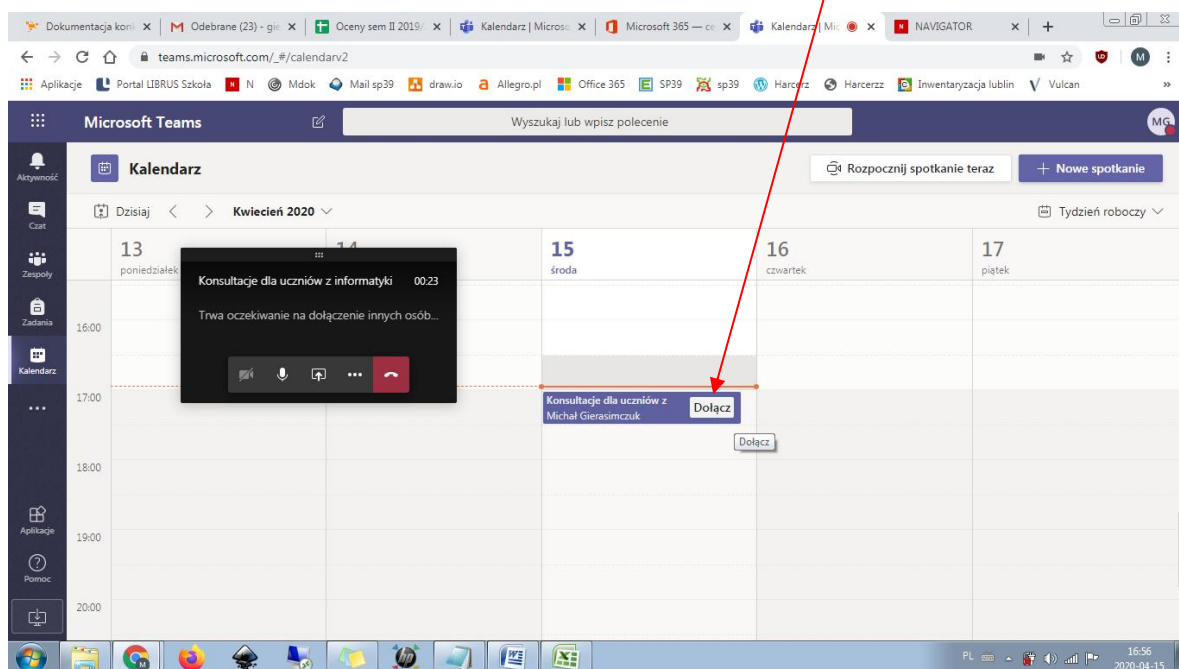 Dokumentacja kon
Odebrane (23) - gie
Oceny sem II 2019/
Kalendarz | Microso
Microsoft 365 — ce
Kalendarz | Mic
NAVIGATOR
teams.microsoft.com/_#/calendarv2
M
Aplikacje
Portal LIBRUS Szkoła
N
Mdok
Mail sp39
draw.io
Allegro.pl
Office 365
SP39
sp39
Harcerz
Harcerzz
Inwentaryzacja lublin
Vulcan
Microsoft Teams
Wyszukaj lub wpisz polecenie
MG
Aktywność
Czat
Zespoły
Zadania
Kalendarz
Aplikacje
Pomoc
Kalendarz
Rozpocznij spotkanie teraz
+ Nowe spotkanie
Dzisiaj
Kwiecień 2020
Tydzień roboczy
13
poniedziałek
14
15
środa
16
czwartek
17
piątek
Konsultacje dla uczniów z informatyki 00:23
Trwa oczekiwanie na dołączenie innych osób...
16:00
17:00
18:00
19:00
20:00
Konsultacje dla uczniów z
Michał Gierasimczuk
Dołącz
Dołącz
PL
16:56
2020-04-15